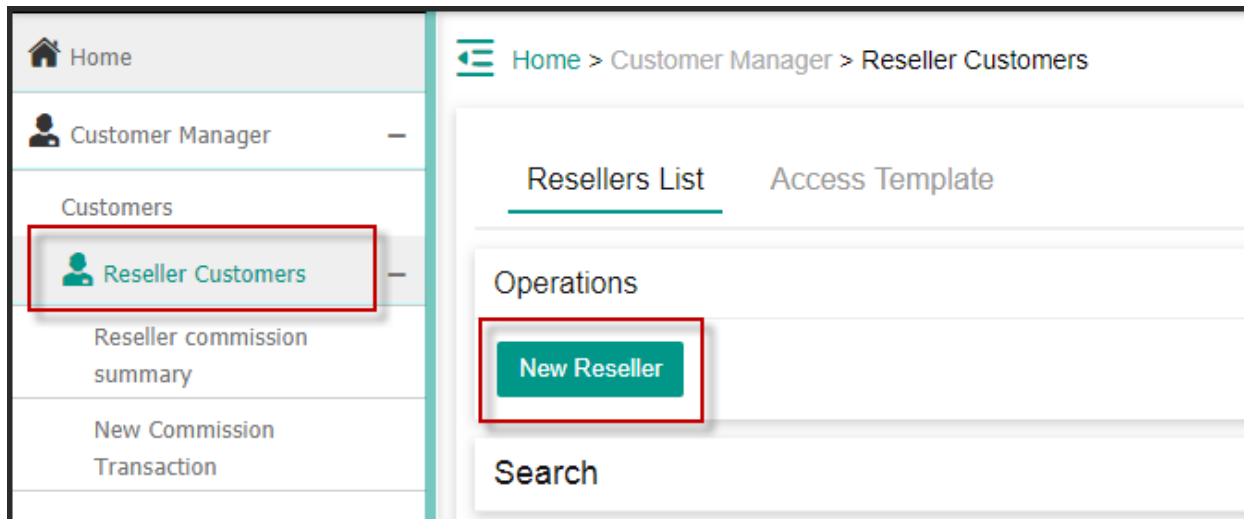 Home
Customer Manager
Customers
Reseller Customers
Reseller commission
summary
New Commission
Transaction
Home > Customer Manager > Reseller Customers
Resellers List
Access Template
Operations
New Reseller
Search